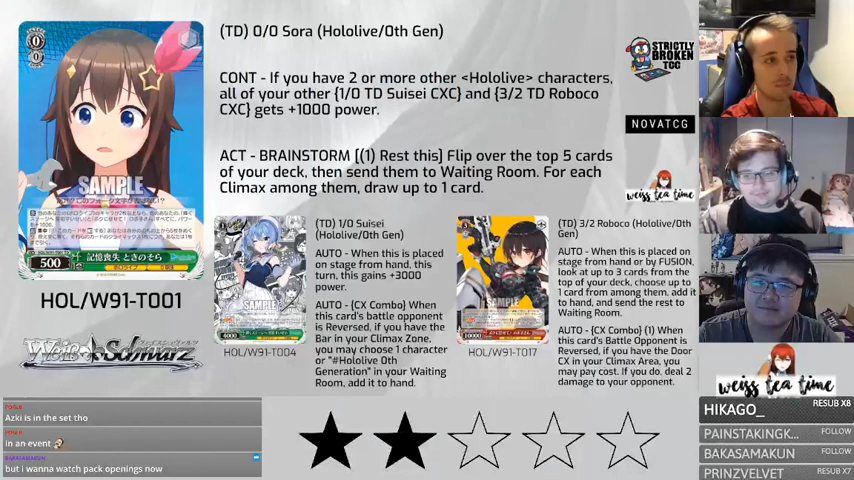 (TD) 0/0 Sora (Hololive/0th Gen)
CONT - If you have 2 or more other <Hololive> characters,
all of your other {1/0 TD Suisei CXC} and {3/2 TD Roboco
CXC} gets +1000 power.
ACT - BRAINSTORM [(1) Rest this] Flip over the top 5 cards
of your deck, then send them to Waiting Room. For each
Climax among them, draw up to 1 card.
SAMPLE
500
記憶喪失 ときのそら
HOL/W91-T001
Weiß Schwarz
SAMPLE
HOL/W91-T004
(TD) 1/0 Suisei
(Hololive/0th Gen)
AUTO - When this is placed
on stage from hand, this
turn, this gains +3000
power.
AUTO - {CX Combo} When
this card's battle opponent
is Reversed, if you have the
Bar in your Climax Zone,
you may choose 1 character
or "#Hololive 0th
Generation" in your Waiting
Room, add it to hand.
SAMPLE
HOL/W91-T017
(TD) 3/2 Roboco (Hololive/0th
Gen)
AUTO - When this is placed on
stage from hand or by FUSION,
look at up to 3 cards from the
top of your deck, choose up to
1 card from among them, add it
to hand, and send the rest to
Waiting Room.
AUTO - {CX Combo} (1) When
this card's Battle Opponent is
Reversed, if you have the Door
CX in your Climax Area, you
may pay cost. If you do, deal 2
damage to your opponent.
STRICTLY
BROKEN
TCG
NOVATCG
weiss tea time
weiss tea time
Azki is in the set tho
In an event
BAKASAMAKUN
but i wanna watch pack openings now
HIKAGO_ RESUB X8
PAINSTAKINGK... FOLLOW
BAKASAMAKUN FOLLOW
PRINZVELVET RESUB X7